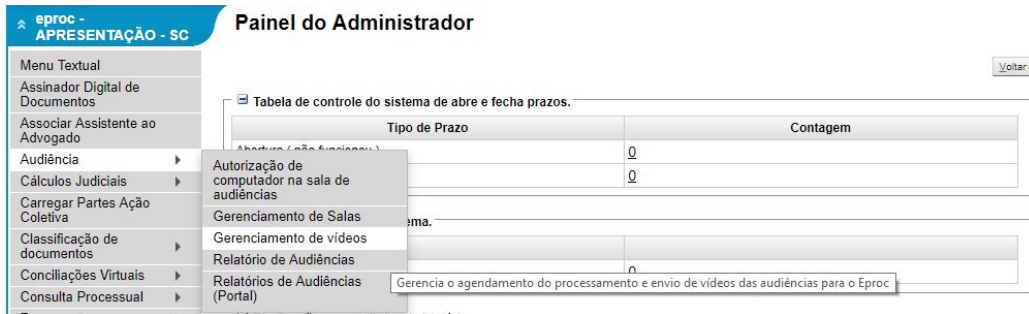 eproc -
APRESENTAÇÃO - SC
Painel do Administrador
Menu Textual
Voltar
Assinador Digital de
Documentos
Tabela de controle do sistema de abre e fecha prazos.
Associar Assistente ao
Advogado
Tipo de Prazo
Contagem
Abertura ( não funcionou )
0
Audiência
Autorização de
computador na sala de
audiências
0
Cálculos Judiciais
Carregar Partes Ação
Coletiva
Gerenciamento de Salas
ema.
Classificação de
documentos
Gerenciamento de vídeos
Relatório de Audiências
Conciliações Virtuais
Relatórios de Audiências
(Portal)
Gerencia o agendamento do processamento e envio de vídeos das audiências para o Eproc
Consulta Processual